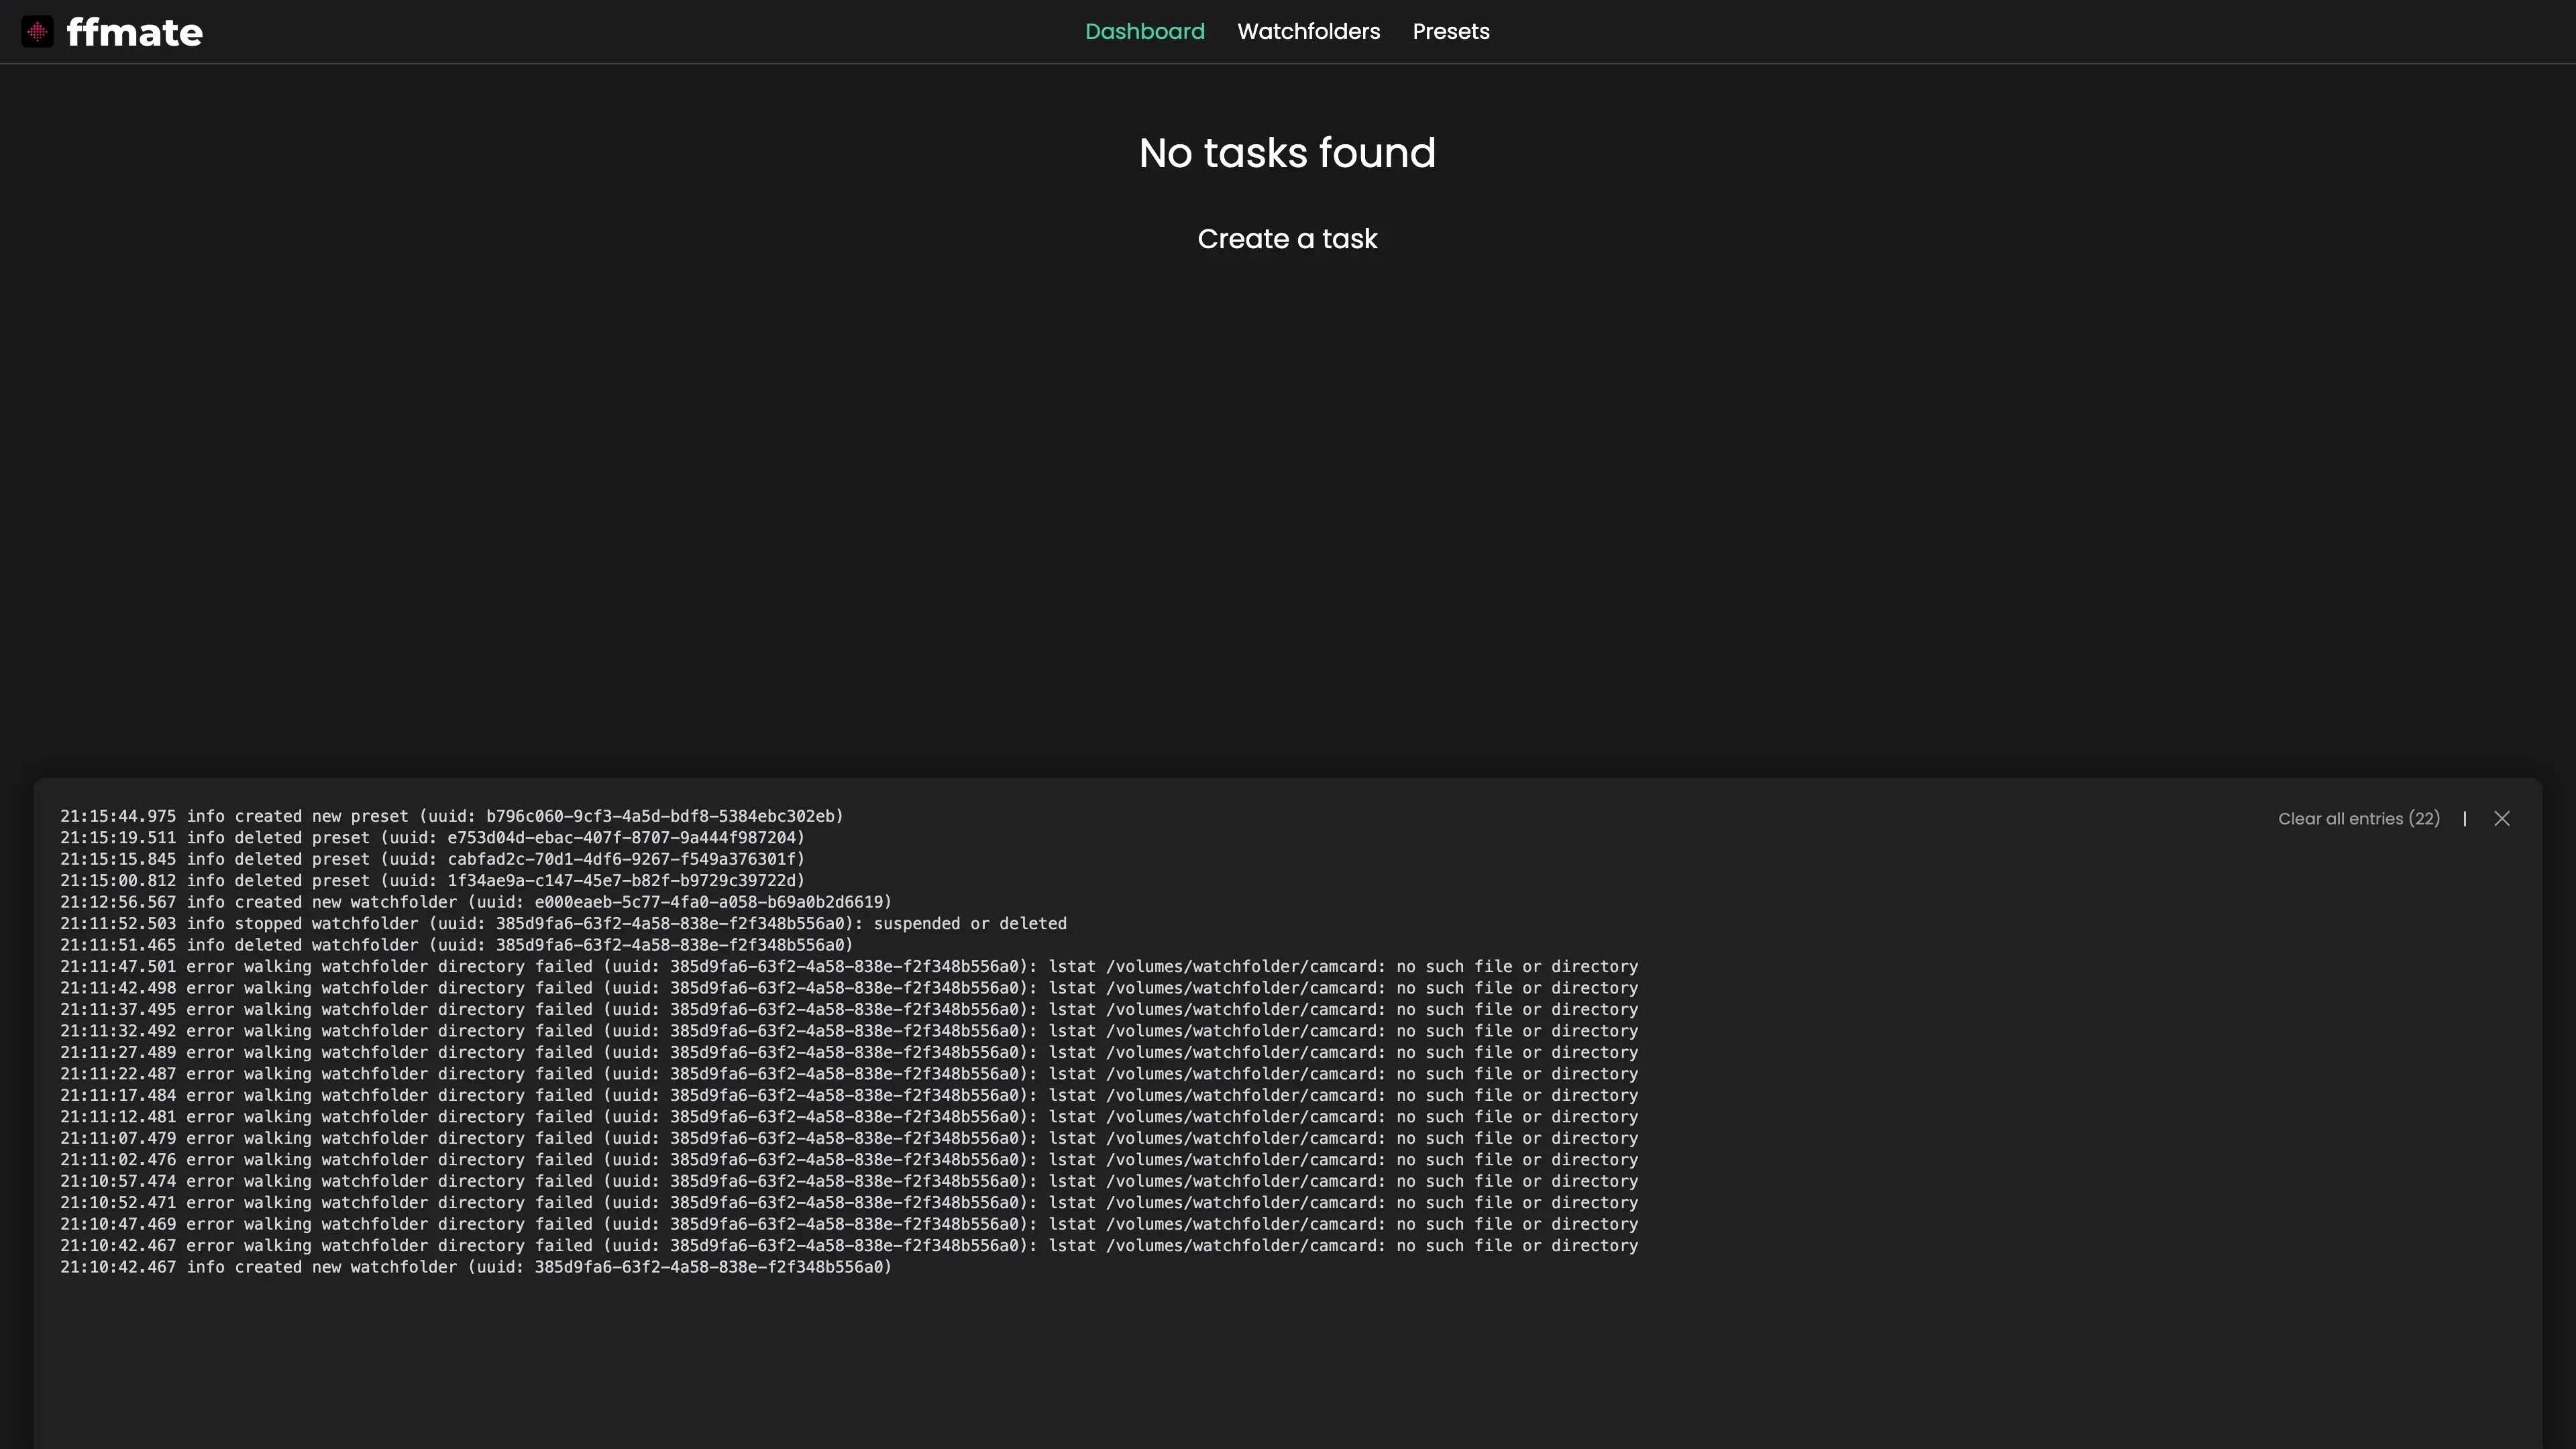 ffmate
Dashboard Watchfolders Presets
No tasks found
Create a task
Clear all entries (22) |
21:15:44.975 info created new preset (uuid: b796c060-9cf3-4a5d-bdf8-5384ebc302eb)
21:15:19.511 info deleted preset (uuid: e753d04d-ebac-407f-8707-9a444f987204)
21:15:15.845 info deleted preset (uuid: cabfad2c-70d1-4df6-9267-f549a376301f)
21:15:00.812 info deleted preset (uuid: 1f34ae9a-c147-45e7-b82f-b9729c39722d)
21:12:56.567 info created new watchfolder (uuid: e000eaeb-5c77-4fa0-a058-b69a0b2d6619)
21:11:52.503 info stopped watchfolder (uuid: 385d9fa6-63f2-4a58-838e-f2f348b556a0): suspended or deleted
21:11:51.465 info deleted watchfolder (uuid: 385d9fa6-63f2-4a58-838e-f2f348b556a0)
21:11:47.501 error walking watchfolder directory failed (uuid: 385d9fa6-63f2-4a58-838e-f2f348b556a0): lstat /volumes/watchfolder/camcard: no such file or directory
21:11:42.498 error walking watchfolder directory failed (uuid: 385d9fa6-63f2-4a58-838e-f2f348b556a0): lstat /volumes/watchfolder/camcard: no such file or directory
21:11:37.495 error walking watchfolder directory failed (uuid: 385d9fa6-63f2-4a58-838e-f2f348b556a0): lstat /volumes/watchfolder/camcard: no such file or directory
21:11:32.492 error walking watchfolder directory failed (uuid: 385d9fa6-63f2-4a58-838e-f2f348b556a0): lstat /volumes/watchfolder/camcard: no such file or directory
21:11:27.489 error walking watchfolder directory failed (uuid: 385d9fa6-63f2-4a58-838e-f2f348b556a0): lstat /volumes/watchfolder/camcard: no such file or directory
21:11:22.487 error walking watchfolder directory failed (uuid: 385d9fa6-63f2-4a58-838e-f2f348b556a0): lstat /volumes/watchfolder/camcard: no such file or directory
21:11:17.484 error walking watchfolder directory failed (uuid: 385d9fa6-63f2-4a58-838e-f2f348b556a0): lstat /volumes/watchfolder/camcard: no such file or directory
21:11:12.481 error walking watchfolder directory failed (uuid: 385d9fa6-63f2-4a58-838e-f2f348b556a0): lstat /volumes/watchfolder/camcard: no such file or directory
21:11:07.479 error walking watchfolder directory failed (uuid: 385d9fa6-63f2-4a58-838e-f2f348b556a0): lstat /volumes/watchfolder/camcard: no such file or directory
21:11:02.476 error walking watchfolder directory failed (uuid: 385d9fa6-63f2-4a58-838e-f2f348b556a0): lstat /volumes/watchfolder/camcard: no such file or directory
21:10:57.474 error walking watchfolder directory failed (uuid: 385d9fa6-63f2-4a58-838e-f2f348b556a0): lstat /volumes/watchfolder/camcard: no such file or directory
21:10:52.471 error walking watchfolder directory failed (uuid: 385d9fa6-63f2-4a58-838e-f2f348b556a0): lstat /volumes/watchfolder/camcard: no such file or directory
21:10:47.469 error walking watchfolder directory failed (uuid: 385d9fa6-63f2-4a58-838e-f2f348b556a0): lstat /volumes/watchfolder/camcard: no such file or directory
21:10:42.467 error walking watchfolder directory failed (uuid: 385d9fa6-63f2-4a58-838e-f2f348b556a0): lstat /volumes/watchfolder/camcard: no such file or directory
21:10:42.467 info created new watchfolder (uuid: 385d9fa6-63f2-4a58-838e-f2f348b556a0)